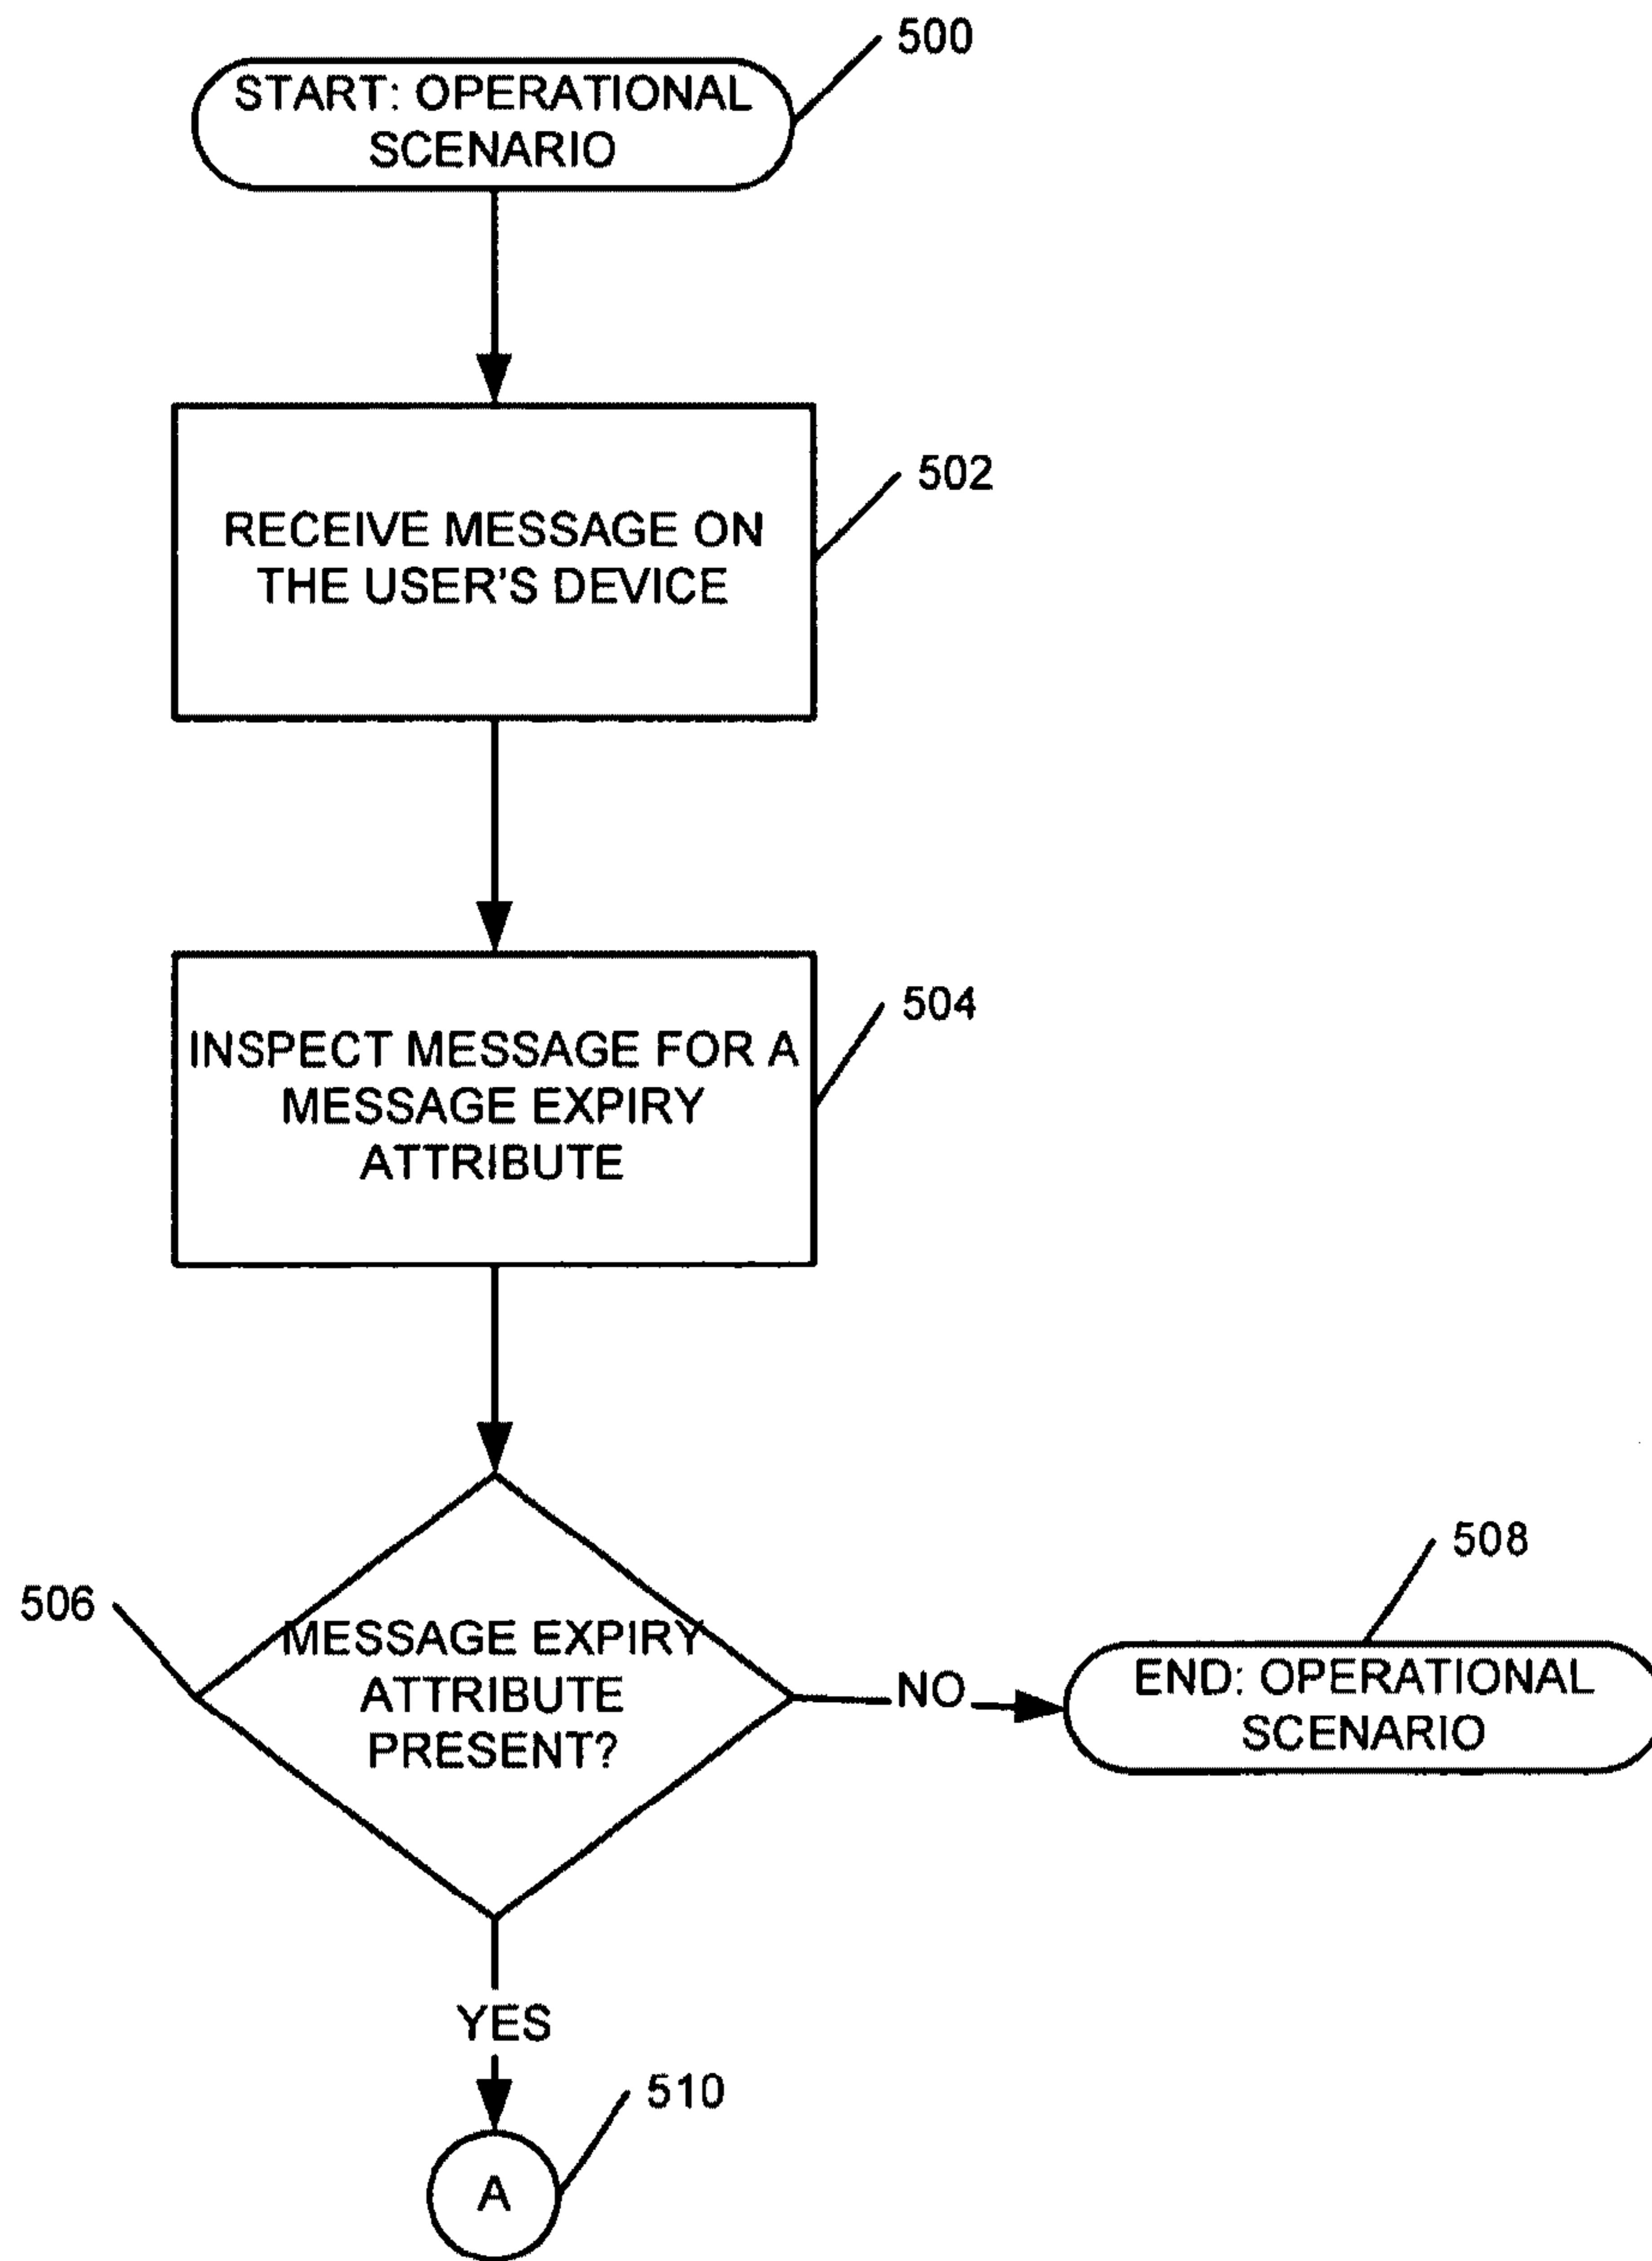 500
START: OPERATIONAL
SCENARIO
502
RECEIVE MESSAGE ON
THE USER'S DEVICE
504
INSPECT MESSAGE FOR A
MESSAGE EXPIRY
ATTRIBUTE
506
MESSAGE EXPIRY
ATTRIBUTE
PRESENT?
NO
508
END: OPERATIONAL
SCENARIO
YES
510
A